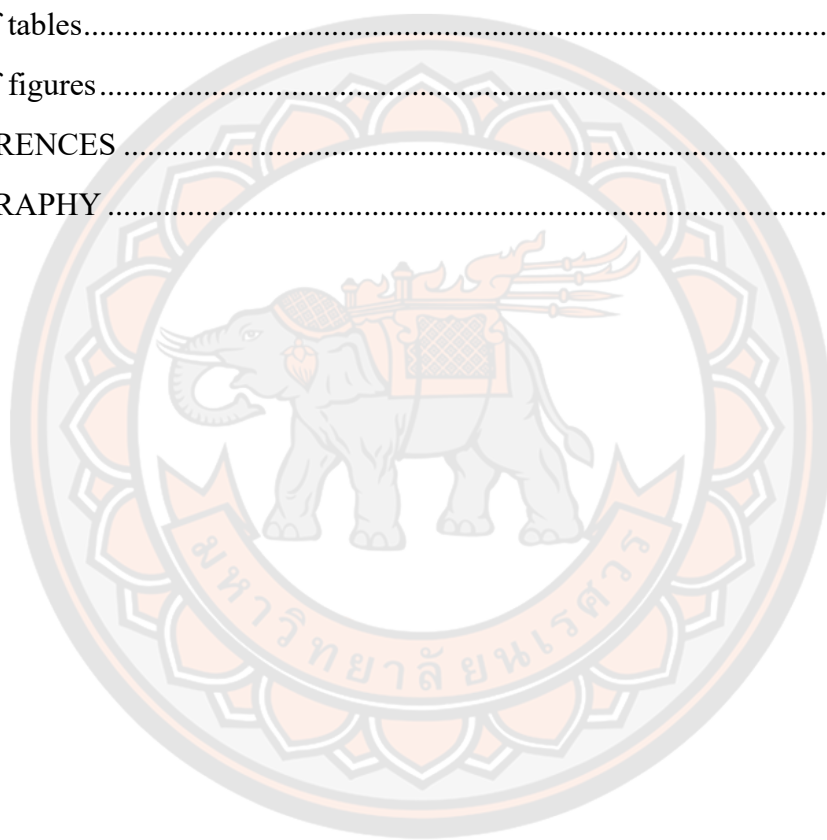 f tables..........................................................................................
f figures........................................................................................
RENCES .....................................................................................
RAPHY .......................................................................................
มหาวิทยาลัยนเรศวร